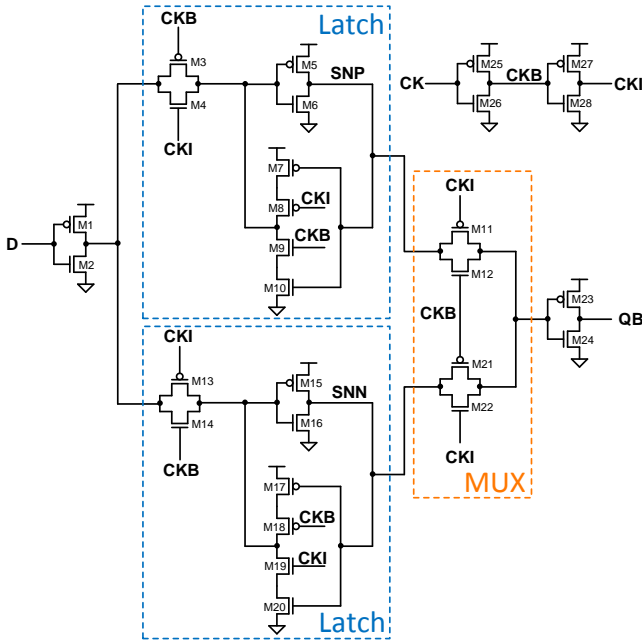 Latch
CKB
M3
M4
CKI
M5
SNP
M6
M7
CKI
M8
CKB
M9
M10
CK
M25
M26
CKB
M27
M28
CKI
D
M1
M2
CKI
M11
M12
CKB
M21
M22
CKI
MUX
M23
M24
QB
CKI
M13
M14
CKB
M15
SNN
M16
M17
CKB
M18
CKI
M19
M20
Latch